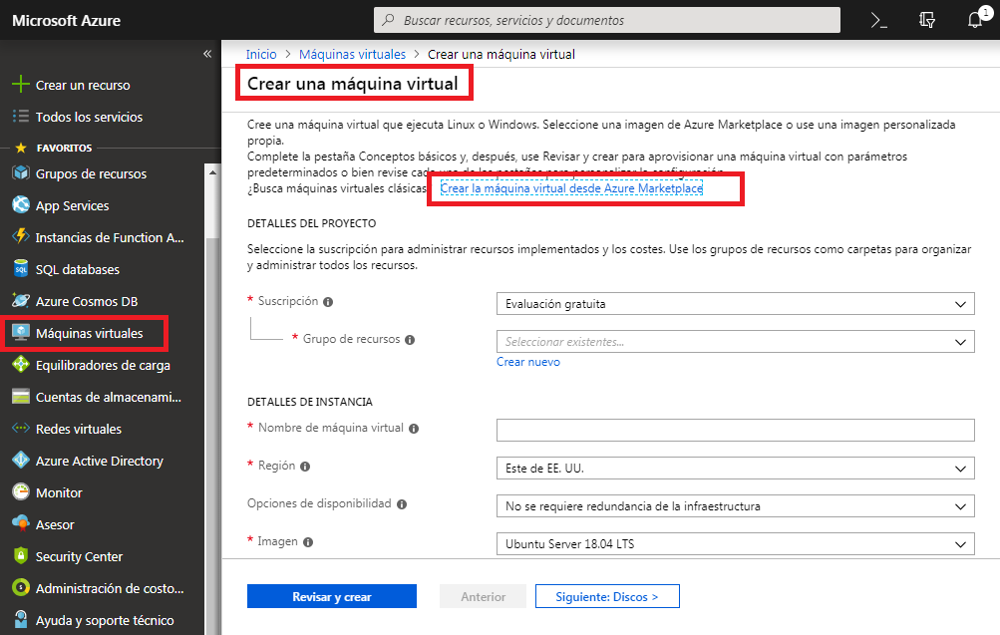 Microsoft Azure
Buscar recursos, servicios y documentos
1
«
Crear un recurso
Todos los servicios
FAVORITOS
Grupos de recursos
App Services
Instancias de Function A...
SQL databases
Azure Cosmos DB
Máquinas virtuales
Equilibradores de carga
Cuentas de almacenami...
Redes virtuales
Azure Active Directory
Monitor
Asesor
Security Center
Administración de costo...
Ayuda y soporte técnico
Inicio > Máquinas virtuales > Crear una máquina virtual
Crear una máquina virtual
Cree una máquina virtual que ejecuta Linux o Windows. Seleccione una imagen de Azure Marketplace o use una imagen personalizada
propia.
Complete la pestaña Conceptos básicos y, después, use Revisar y crear para aprovisionar una máquina virtual con parámetros
predeterminados o bien revise cada una de las pestañas para personalizar la configuración.
¿Busca máquinas virtuales clásicas Crear la máquina virtual desde Azure Marketplace
DETALLES DEL PROYECTO
Seleccione la suscripción para administrar recursos implementados y los costes. Use los grupos de recursos como carpetas para organizar
y administrar todos los recursos.
* Suscripción
Evaluación gratuita
* Grupo de recursos
Seleccionar existentes...
Crear nuevo
DETALLES DE INSTANCIA
* Nombre de máquina virtual
* Región
Este de EE. UU.
Opciones de disponibilidad
No se requiere redundancia de la infraestructura
* Imagen
Ubuntu Server 18.04 LTS
Revisar y crear
Anterior
Siguiente: Discos >